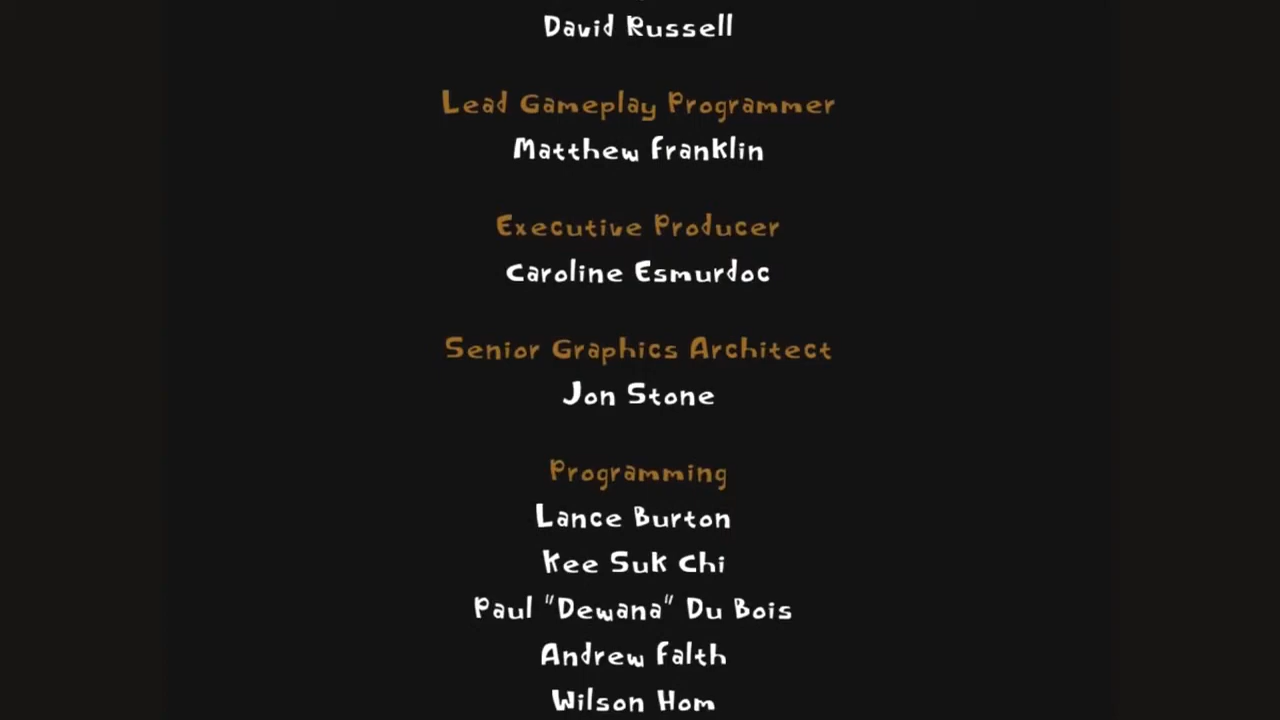 David Russell
Lead Gameplay Programmer
Matthew Franklin
Executive Producer
Caroline Esmurdoc
Senior Graphics Architect
Jon Stone
Programming
Lance Burton
Kee Suk Chi
Paul "Dewana" Du Bois
Andrew Falth
Wilson Hom